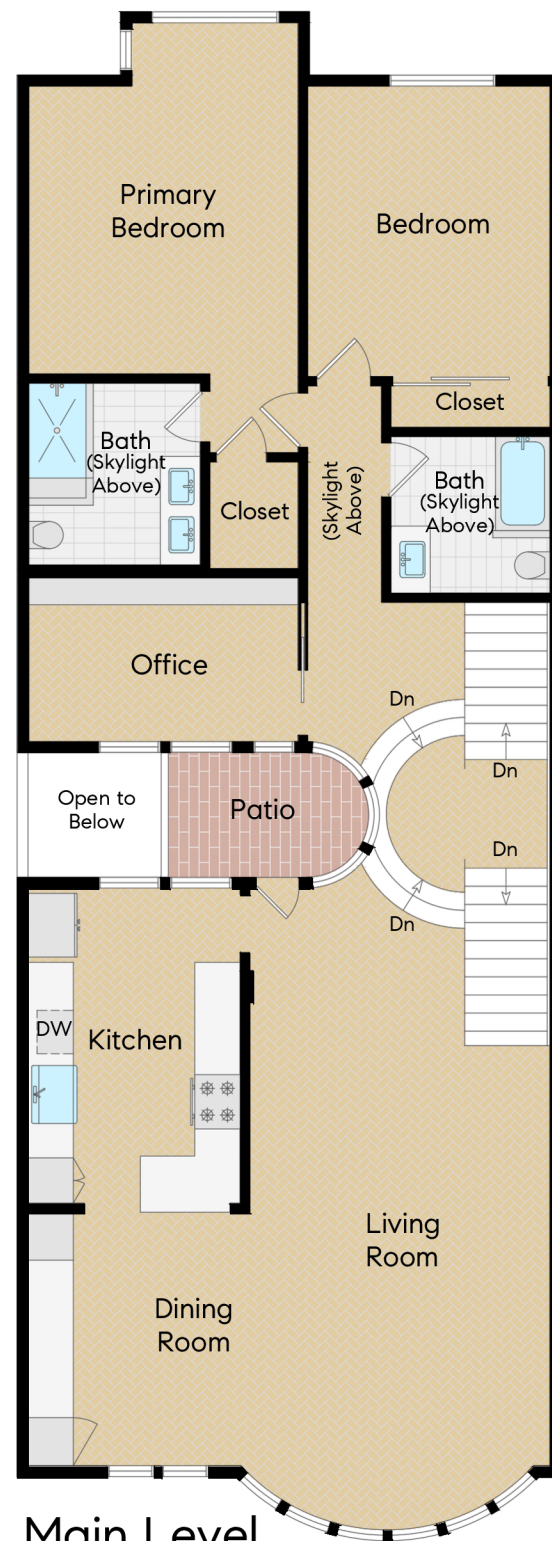 Primary
Bedroom
Bedroom
Closet
Bath
(Skylight
Above)
Bath
(Skylight
Above)
Closet
(Skylight
Above)
Office
Dn
Dn
Open to
Below
Patio
Dn
Dn
DW
Kitchen
Living
Room
Dining
Room
Main Level